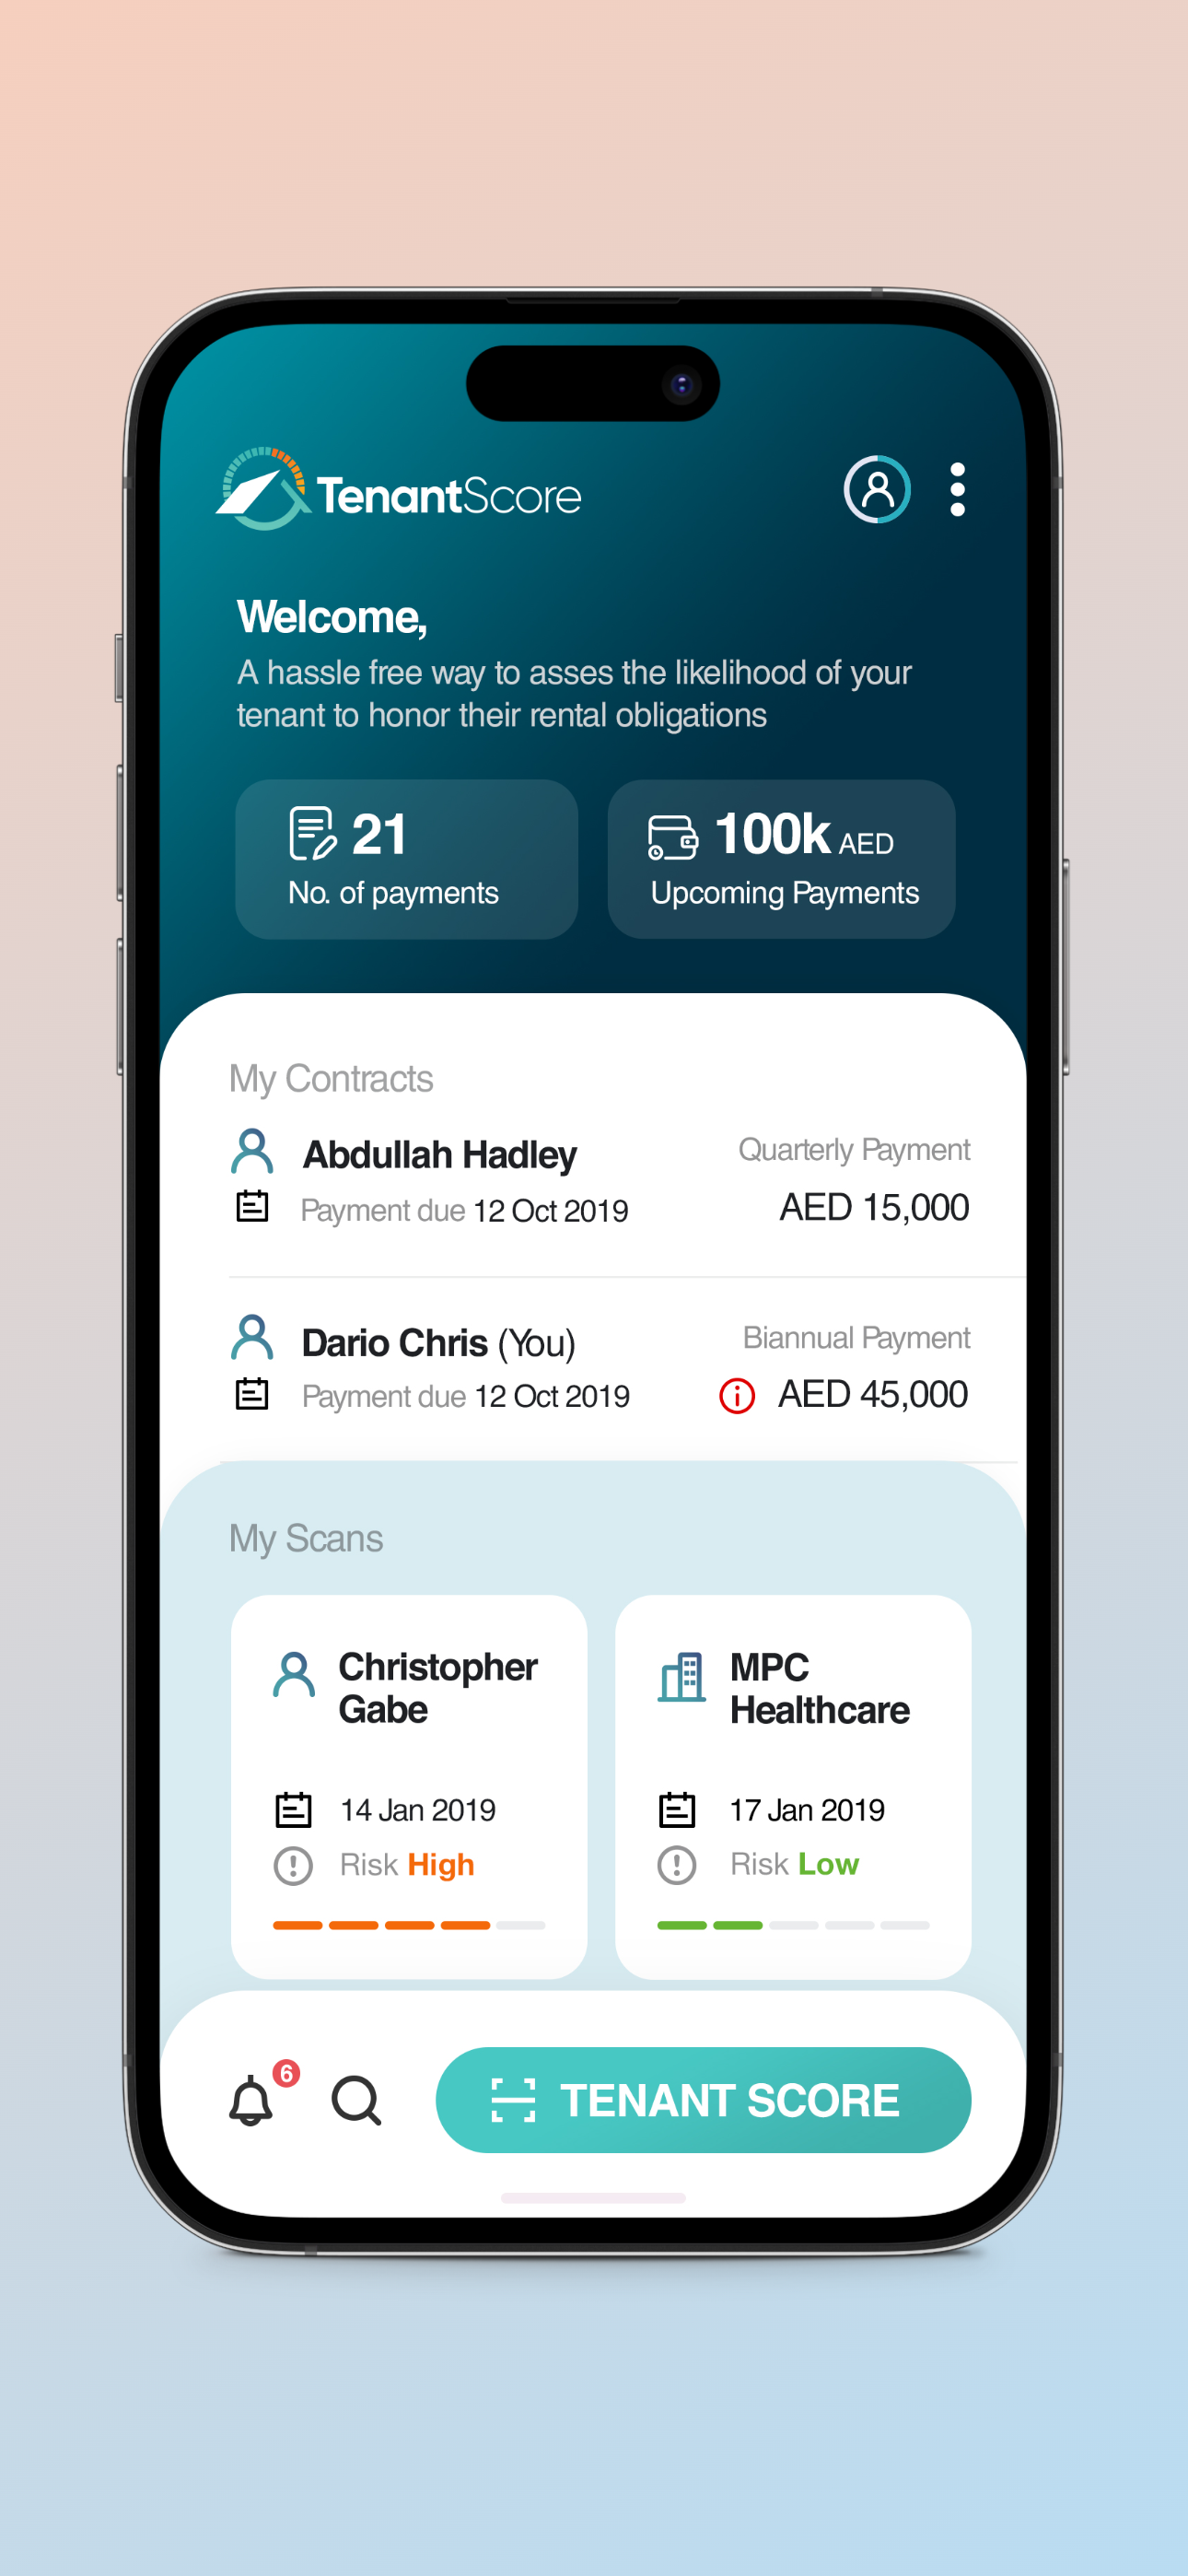 TenantScore
Welcome,
A hassle free way to asses the likelihood of your
tenant to honor their rental obligations
21
No. of payments
100k AED
Upcoming Payments
My Contracts
Abdullah Hadley
Quarterly Payment
Payment due 12 Oct 2019
AED 15,000
Dario Chris (You)
Biannual Payment
Payment due 12 Oct 2019
AED 45,000
My Scans
Christopher
Gabe
14 Jan 2019
Risk High
MPC
Healthcare
17 Jan 2019
Risk Low
6
TENANT SCORE